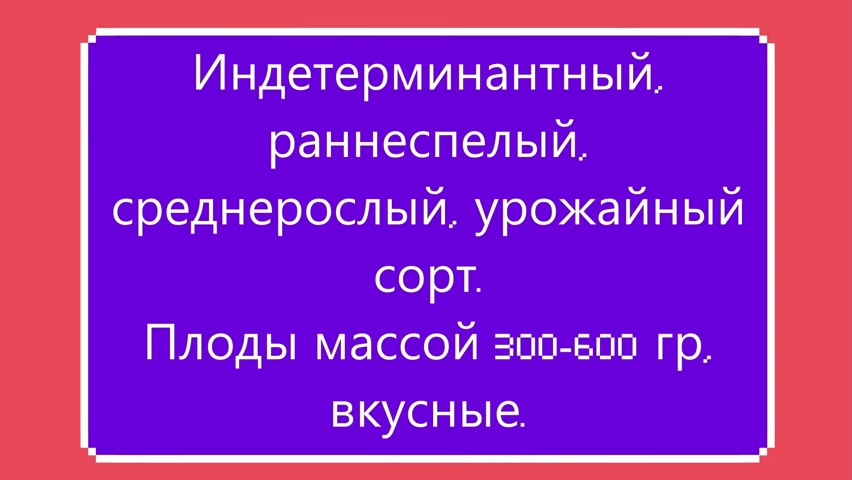 Индетерминантный,
раннеспелый,
среднерослый, урожайный
сорт.
Плоды массой 300-600 гр,
вкусные.